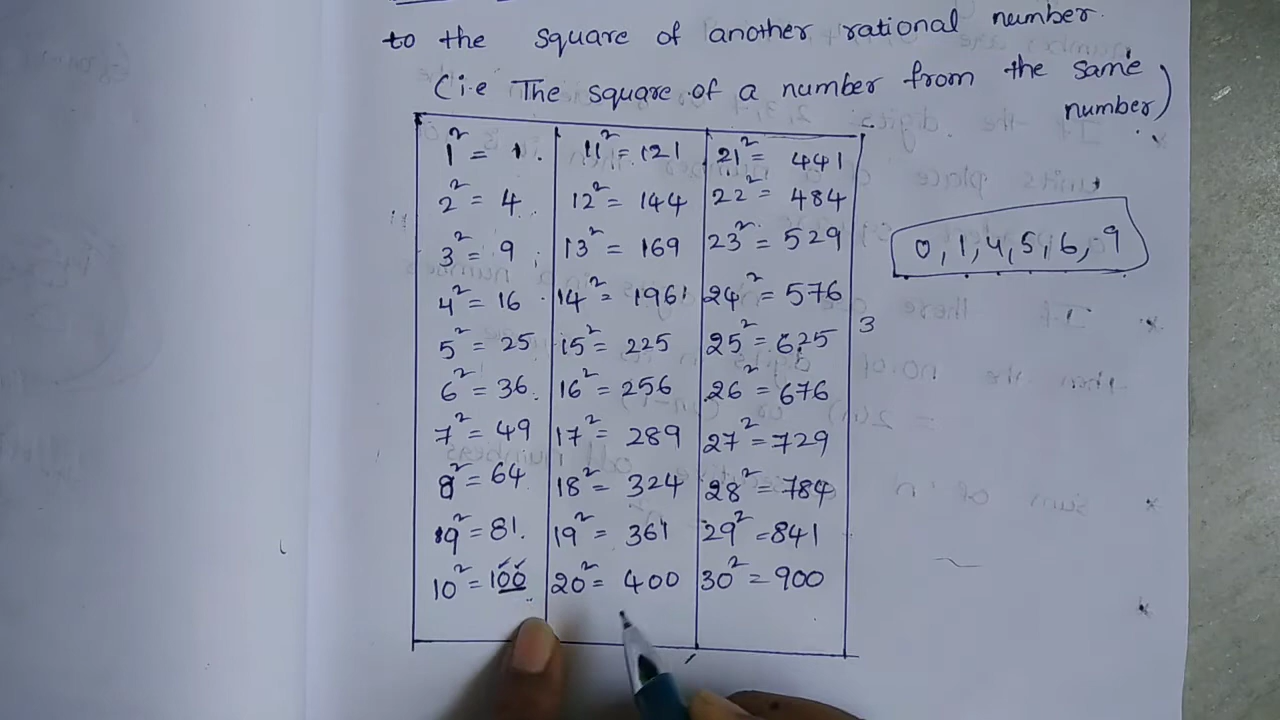 to the square of another rational number.
(i.e The square of a number from the same
number)
1² = 1
2² = 4
3² = 9
4² = 16
5² = 25
6² = 36
7² = 49
8² = 64
9² = 81
10² = 100
11² = 121
12² = 144
13² = 169
14² = 196
15² = 225
16² = 256
17² = 289
18² = 324
19² = 361
20² = 400
21² = 441
22² = 484
23² = 529
24² = 576
25² = 625
26² = 676
27² = 729
28² = 784
29² = 841
30² = 900
0, 1, 4, 5, 6, 9
3